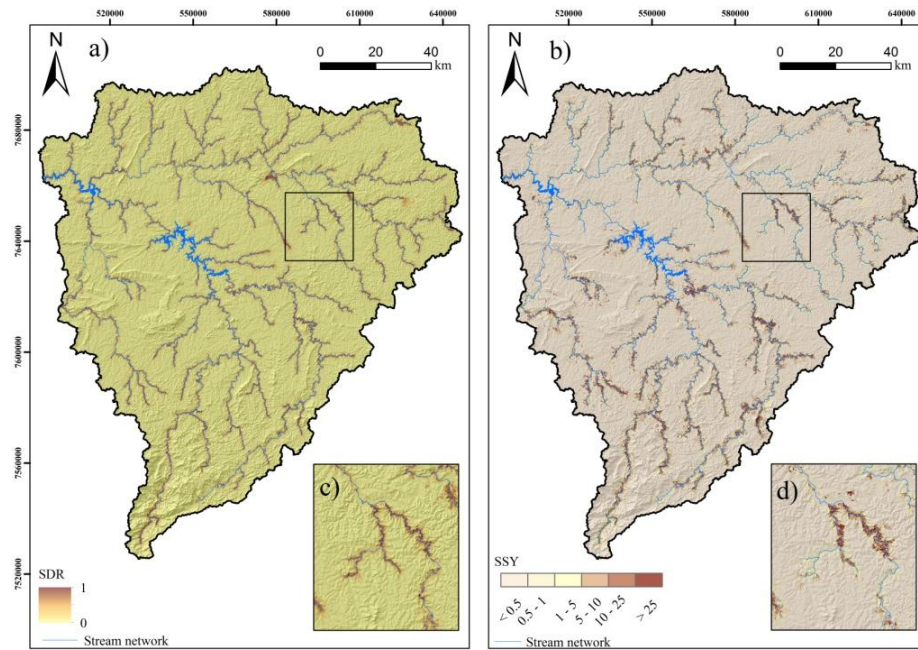 520000 550000 580000 610000 640000
520000 550000 580000 610000 640000
a)
N
0 20 40
km
b)
N
0 20 40
km
7680000
7640000
7600000
7560000
7520000
c)
d)
SDR
1
0
Stream network
SSY
< 0.5
0.5 - 1
1 - 5
5 - 10
10 - 25
> 25
Stream network